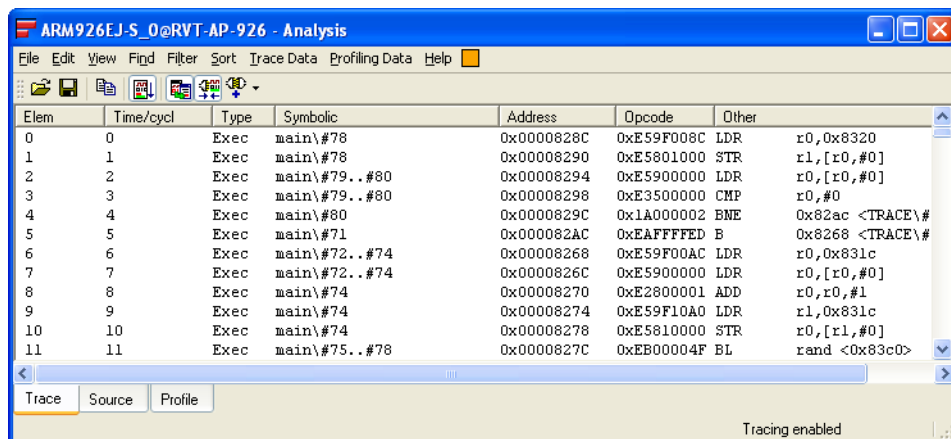 ARM926EJ-S_0@RVT-AP-926 - Analysis
File Edit View Find Filter Sort Trace Data Profiling Data Help
Elem Time/cycl Type Symbolic Address Opcode Other
0 0 Exec main\#78 0x0000828C 0xE59F008C LDR r0,0x8320
1 1 Exec main\#78 0x00008290 0xE5801000 STR r1,[r0,#0]
2 2 Exec main\#79..#80 0x00008294 0xE5900000 LDR r0,[r0,#0]
3 3 Exec main\#79..#80 0x00008298 0xE3500000 CMP r0,#0
4 4 Exec main\#80 0x0000829C 0x1A000002 BNE 0x82ac <TRACE\#
5 5 Exec main\#71 0x000082AC 0xEAFFFFED B 0x8268 <TRACE\#
6 6 Exec main\#72..#74 0x00008268 0xE59F00AC LDR r0,0x831c
7 7 Exec main\#72..#74 0x0000826C 0xE5900000 LDR r0,[r0,#0]
8 8 Exec main\#74 0x00008270 0xE2800001 ADD r0,r0,#1
9 9 Exec main\#74 0x00008274 0xE59F10A0 LDR r1,0x831c
10 10 Exec main\#74 0x00008278 0xE5810000 STR r0,[r1,#0]
11 11 Exec main\#75..#78 0x0000827C 0xEB00004F BL rand <0x83c0>
Trace Source Profile
Tracing enabled